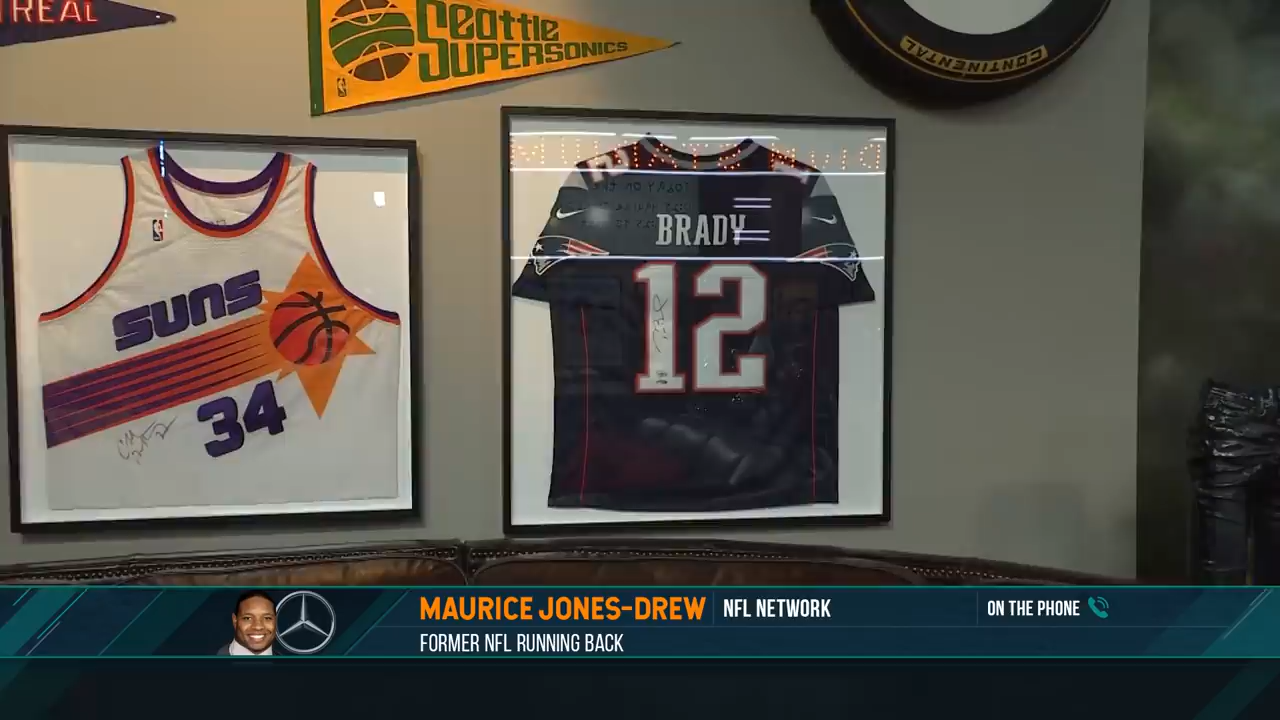 REAL
Seattle
SUPERSONICS
CONTINENTAL
BRADY
12
SUNS
34
MAURICE JONES-DREW
NFL NETWORK
ON THE PHONE
FORMER NFL RUNNING BACK